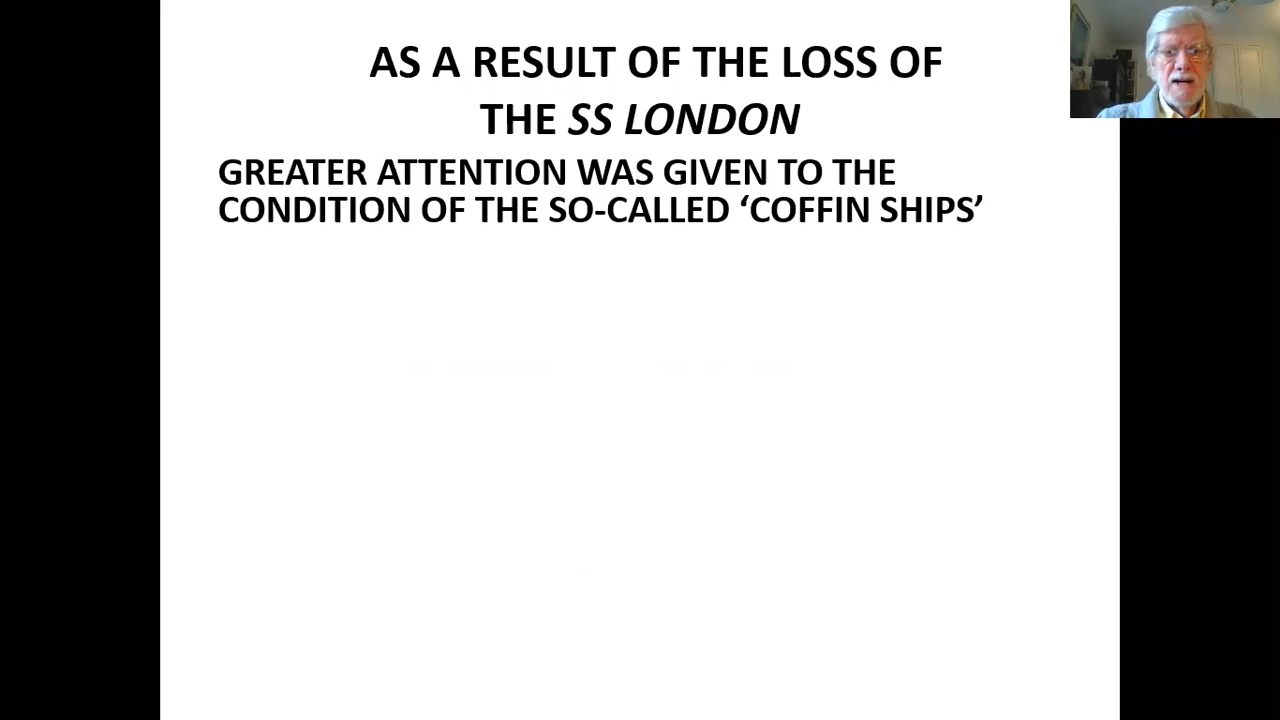 AS A RESULT OF THE LOSS OF
THE SS LONDON
GREATER ATTENTION WAS GIVEN TO THE
CONDITION OF THE SO-CALLED ‘COFFIN SHIPS’